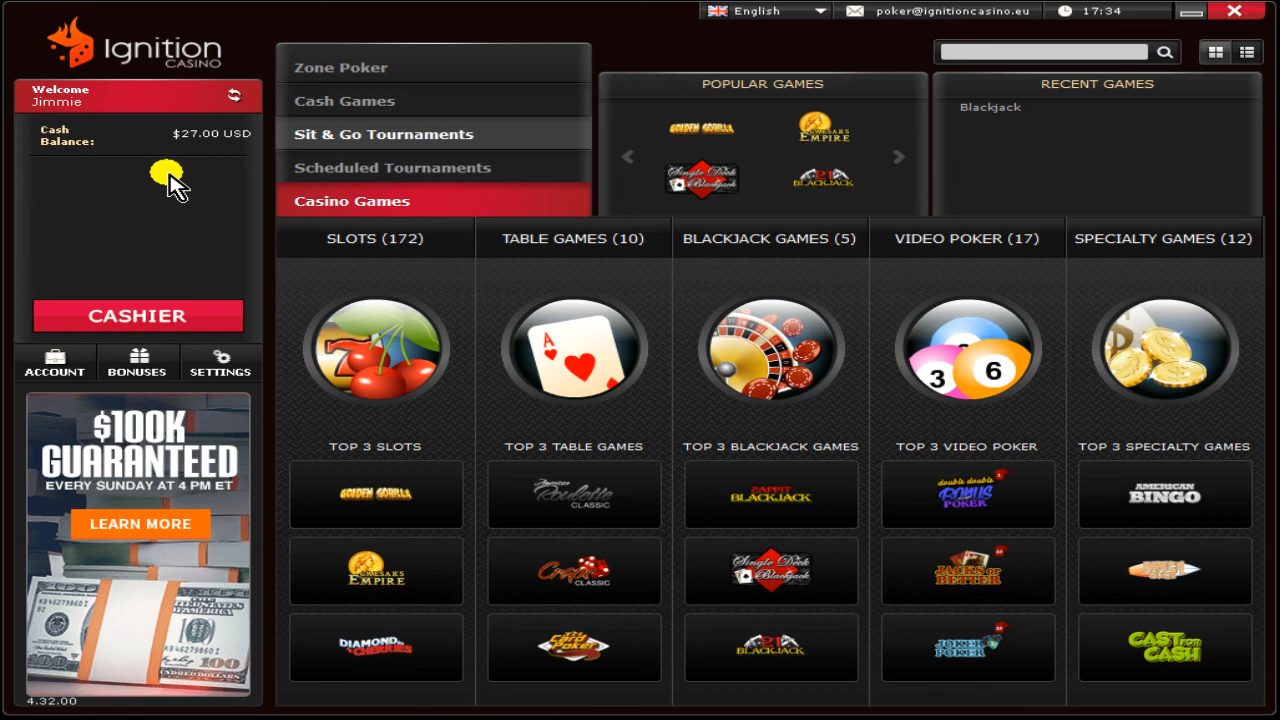 English
poker@ignitioncasino.eu
17:34
Ignition
CASINO
Welcome
Jimmie
Cash
Balance:
$27.00 USD
CASHIER
ACCOUNT
BONUSES
SETTINGS
$100K
GUARANTEED
EVERY SUNDAY AT 4 PM ET
LEARN MORE
4.32.00
Zone Poker
Cash Games
Sit & Go Tournaments
Scheduled Tournaments
Casino Games
POPULAR GAMES
GOLDEN GORILLA
CAESAR'S EMPIRE
Single Deck Blackjack
21 BLACKJACK
RECENT GAMES
Blackjack
SLOTS (172)
TABLE GAMES (10)
BLACKJACK GAMES (5)
VIDEO POKER (17)
SPECIALTY GAMES (12)
7
A
3
6
TOP 3 SLOTS
TOP 3 TABLE GAMES
TOP 3 BLACKJACK GAMES
TOP 3 VIDEO POKER
TOP 3 SPECIALTY GAMES
GOLDEN GORILLA
American
Roulette
CLASSIC
ZAPPIT
BLACKJACK
double double
BONUS
POKER
AMERICAN
BINGO
CAESAR'S
EMPIRE
Craps
CLASSIC
Single Deck
Blackjack
JACKS OR
BETTER
DIAMOND
CHERRIES
Card
Poker
21
BLACKJACK
JOKER
POKER
CAST FOR
CASH